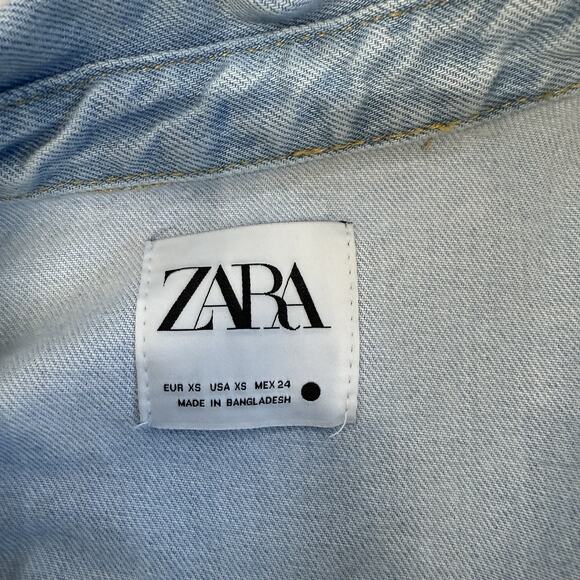 ZARA
EUR XS USA XS MEX 24
MADE IN BANGLADESH